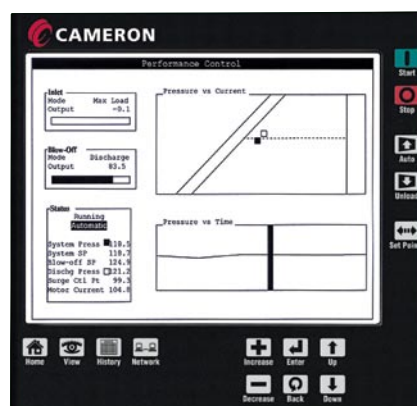 CAMERON
Performance Control
Inlet
Mode Max Load
Output -0.1
Pressure vs Current
Blow-Off
Mode Discharge
Output 83.5
Status
Running
Automatic
System Press 118.5
System SP 118.7
Blow-off SP 124.9
Dischg Press 121.2
Surge Ctl Pt 99.3
Motor Current 104.8
Pressure vs Time
Start
Stop
Auto
Unload
Set Point
Home View History Network Increase Enter Up
Decrease Back Down